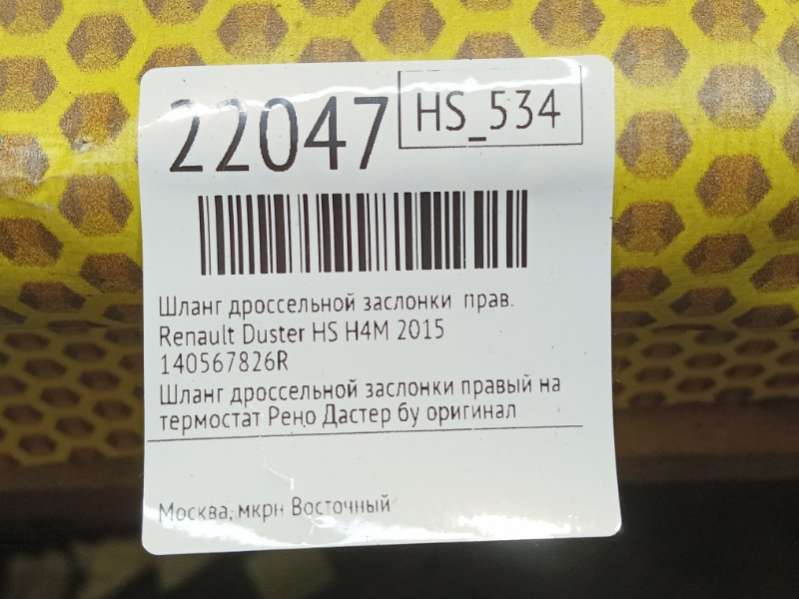 22047 HS_534
Шланг дроссельной заслонки прав.
Renault Duster HS H4M 2015
140567826R
Шланг дроссельной заслонки правый на
термостат Рено Дастер бу оригинал
Москва, мкрн Восточный